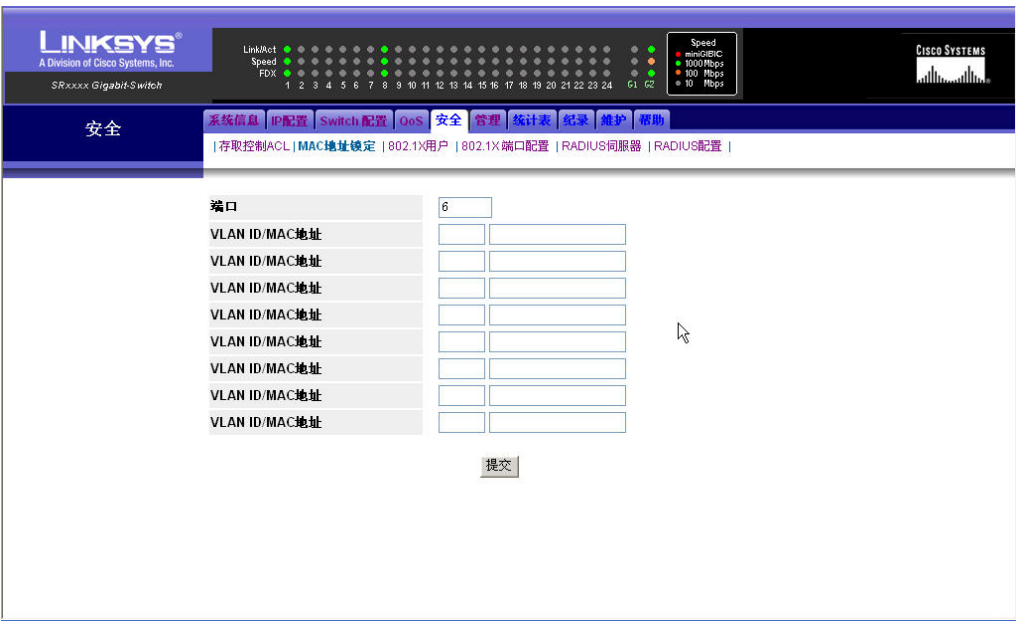 LINKSYS®
A Division of Cisco Systems, Inc.
SRxxxx Gigabit-Switch
Link/Act
Speed
FDX
1 2 3 4 5 6 7 8 9 10 11 12 13 14 15 16 17 18 19 20 21 22 23 24 G1 G2
Speed
miniGIBIC
1000 Mbps
100 Mbps
10 Mbps
CISCO SYSTEMS
安全
系统信息 IP配置 Switch 配置 QoS 安全 管理 统计表 纪录 维护 帮助
|存取控制ACL |MAC地址锁定 |802.1X用户 |802.1X 端口配置 |RADIUS伺服器 |RADIUS配置 |
端口 6
VLAN ID/MAC地址
VLAN ID/MAC地址
VLAN ID/MAC地址
VLAN ID/MAC地址
VLAN ID/MAC地址
VLAN ID/MAC地址
VLAN ID/MAC地址
VLAN ID/MAC地址
提交